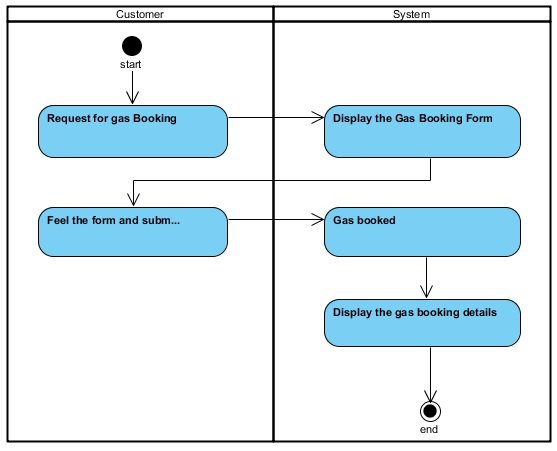 Customer
System
start
Request for gas Booking
Display the Gas Booking Form
Feel the form and subm...
Gas booked
Display the gas booking details
end